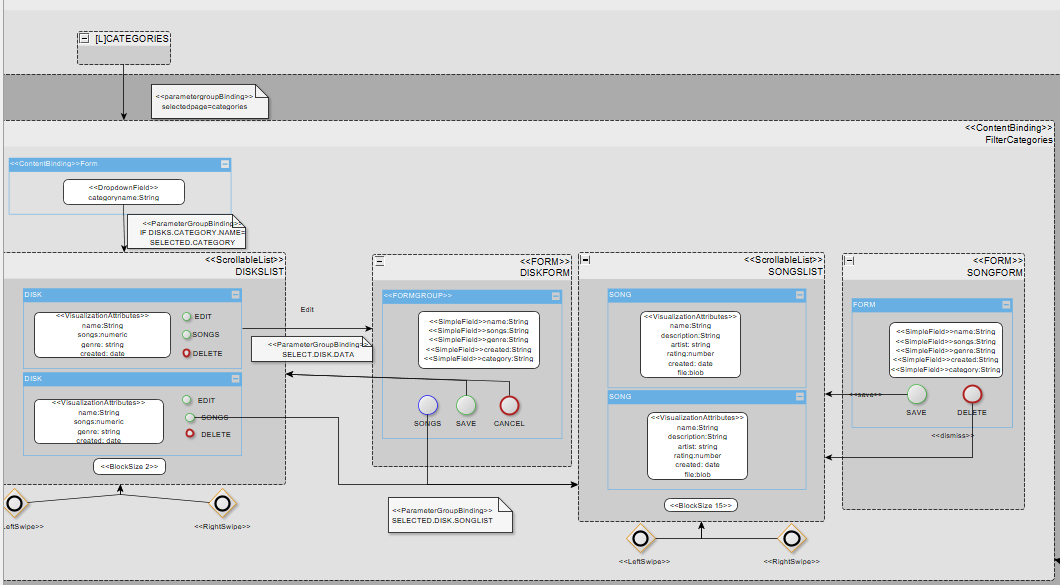 [L]CATEGORIES
<<parametergroupBinding>>
selectedpage=categories
<<ContentBinding>>
FilterCategories
<<ContentBinding>>Form
<<DropdownField>>
categoryname:String
<<ParameterGroupBinding>>
IF DISKS.CATEGORY.NAME=
SELECTED.CATEGORY
<<ScrollableList>>
DISKSLIST
DISK
<<VisualizationAttributes>>
name:String
songs:numeric
genre: string
created: date
EDIT
SONGS
DELETE
DISK
<<VisualizationAttributes>>
name:String
songs:numeric
genre: string
created: date
EDIT
SONGS
DELETE
<<BlockSize 2>>
LeftSwipe>>
<<RightSwipe>>
Edit
<<ParameterGroupBinding>>
SELECT.DISK.DATA
<<FORM>>
DISKFORM
<<FORMGROUP>>
<<SimpleField>>name:String
<<SimpleField>>songs:String
<<SimpleField>>genre:String
<<SimpleField>>created:String
<<SimpleField>>category:String
SONGS
SAVE
CANCEL
<<ParameterGroupBinding>>
SELECTED.DISK.SONGLIST
<<ScrollableList>>
SONGSLIST
SONG
<<VisualizationAttributes>>
name:String
description:String
artist: string
rating:number
created: date
file:blob
SONG
<<VisualizationAttributes>>
name:String
description:String
artist: string
rating:number
created: date
file:blob
<<BlockSize 15>>
<<LeftSwipe>>
<<RightSwipe>>
<<FORM>>
SONGFORM
FORM
<<SimpleField>>name:String
<<SimpleField>>songs:String
<<SimpleField>>genre:String
<<SimpleField>>created:String
<<SimpleField>>category:String
<<save>>
SAVE
DELETE
<<dismiss>>